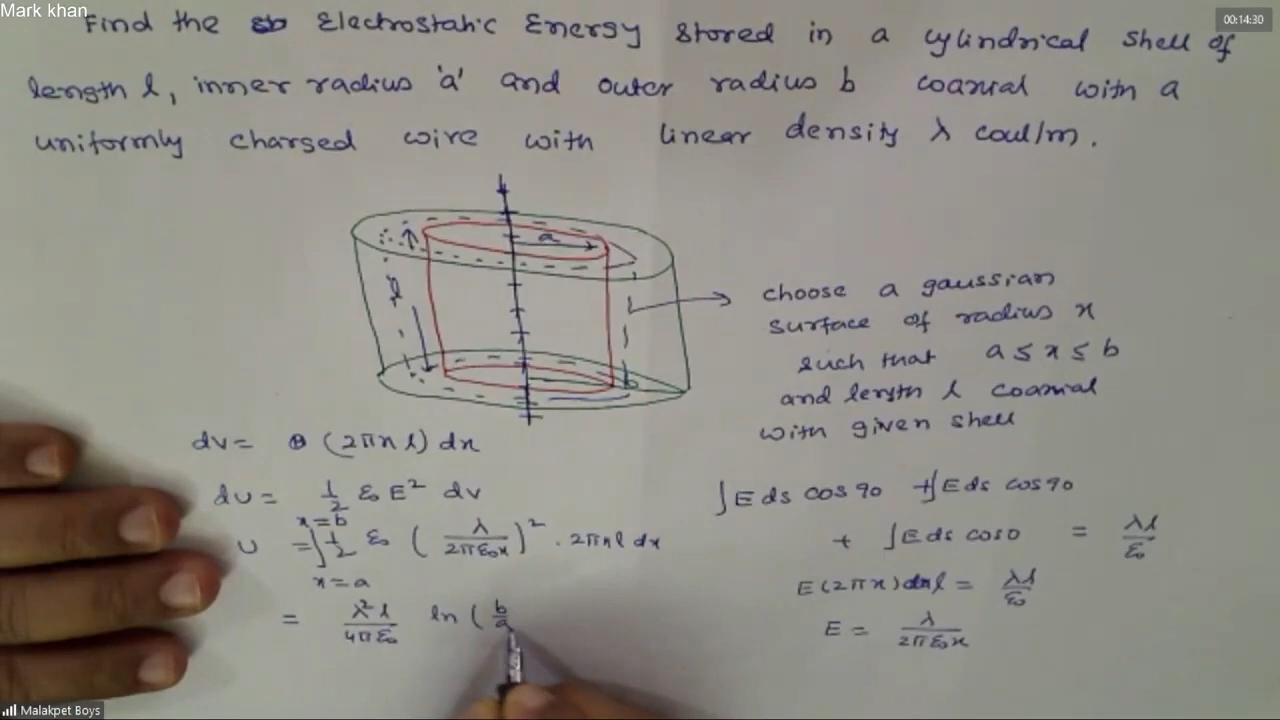 Mark khan
00:14:30
Find the Electrostatic Energy stored in a cylindrical shell of
length l, inner radius 'a' and outer radius b coaxial with a
uniformly charged wire with linear density λ coul/m.
a
l
b
choose a gaussian
surface of radius x
such that a ≤ x ≤ b
and length l coaxial
with given shell
dv = (2πx l) dx
dU = 1/2 ε₀ E² dv
x=b
U = ∫ 1/2 ε₀ (λ/2πε₀x)² . 2πxl dx
x=a
= λ²l/4πε₀ ln (b/a
∫E ds cos 90 + ∫E ds cos 90
+ ∫E ds cos 0 = λl/ε₀
E(2πx) l = λl/ε₀
E = λ/2πε₀x
Malakpet Boys